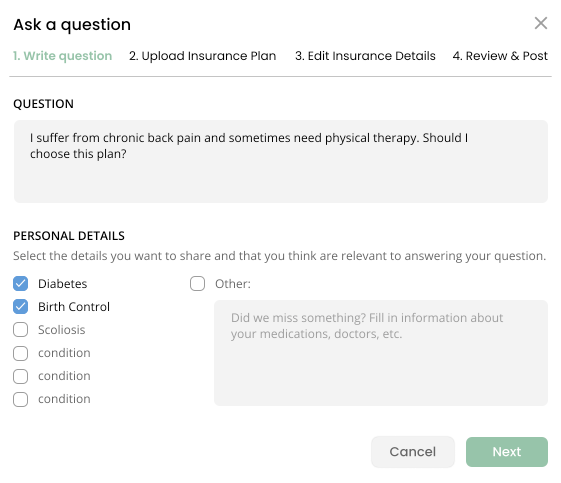 Ask a question
1. Write question 2. Upload Insurance Plan 3. Edit Insurance Details 4. Review & Post
QUESTION
I suffer from chronic back pain and sometimes need physical therapy. Should I
choose this plan?
PERSONAL DETAILS
Select the details you want to share and that you think are relevant to answering your question.
Diabetes
Birth Control
Scoliosis
condition
condition
condition
Other:
Did we miss something? Fill in information about
your medications, doctors, etc.
Cancel Next